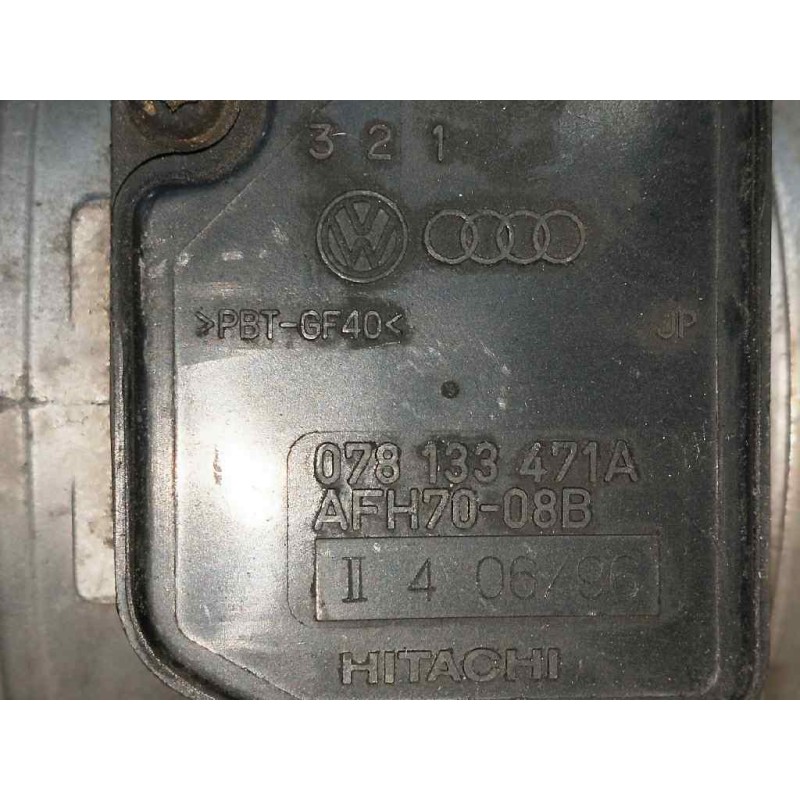 3 2 1
>PBT-GF40< JP
078 133 471A
AFH70-08B
II 4 06/96
HITACHI